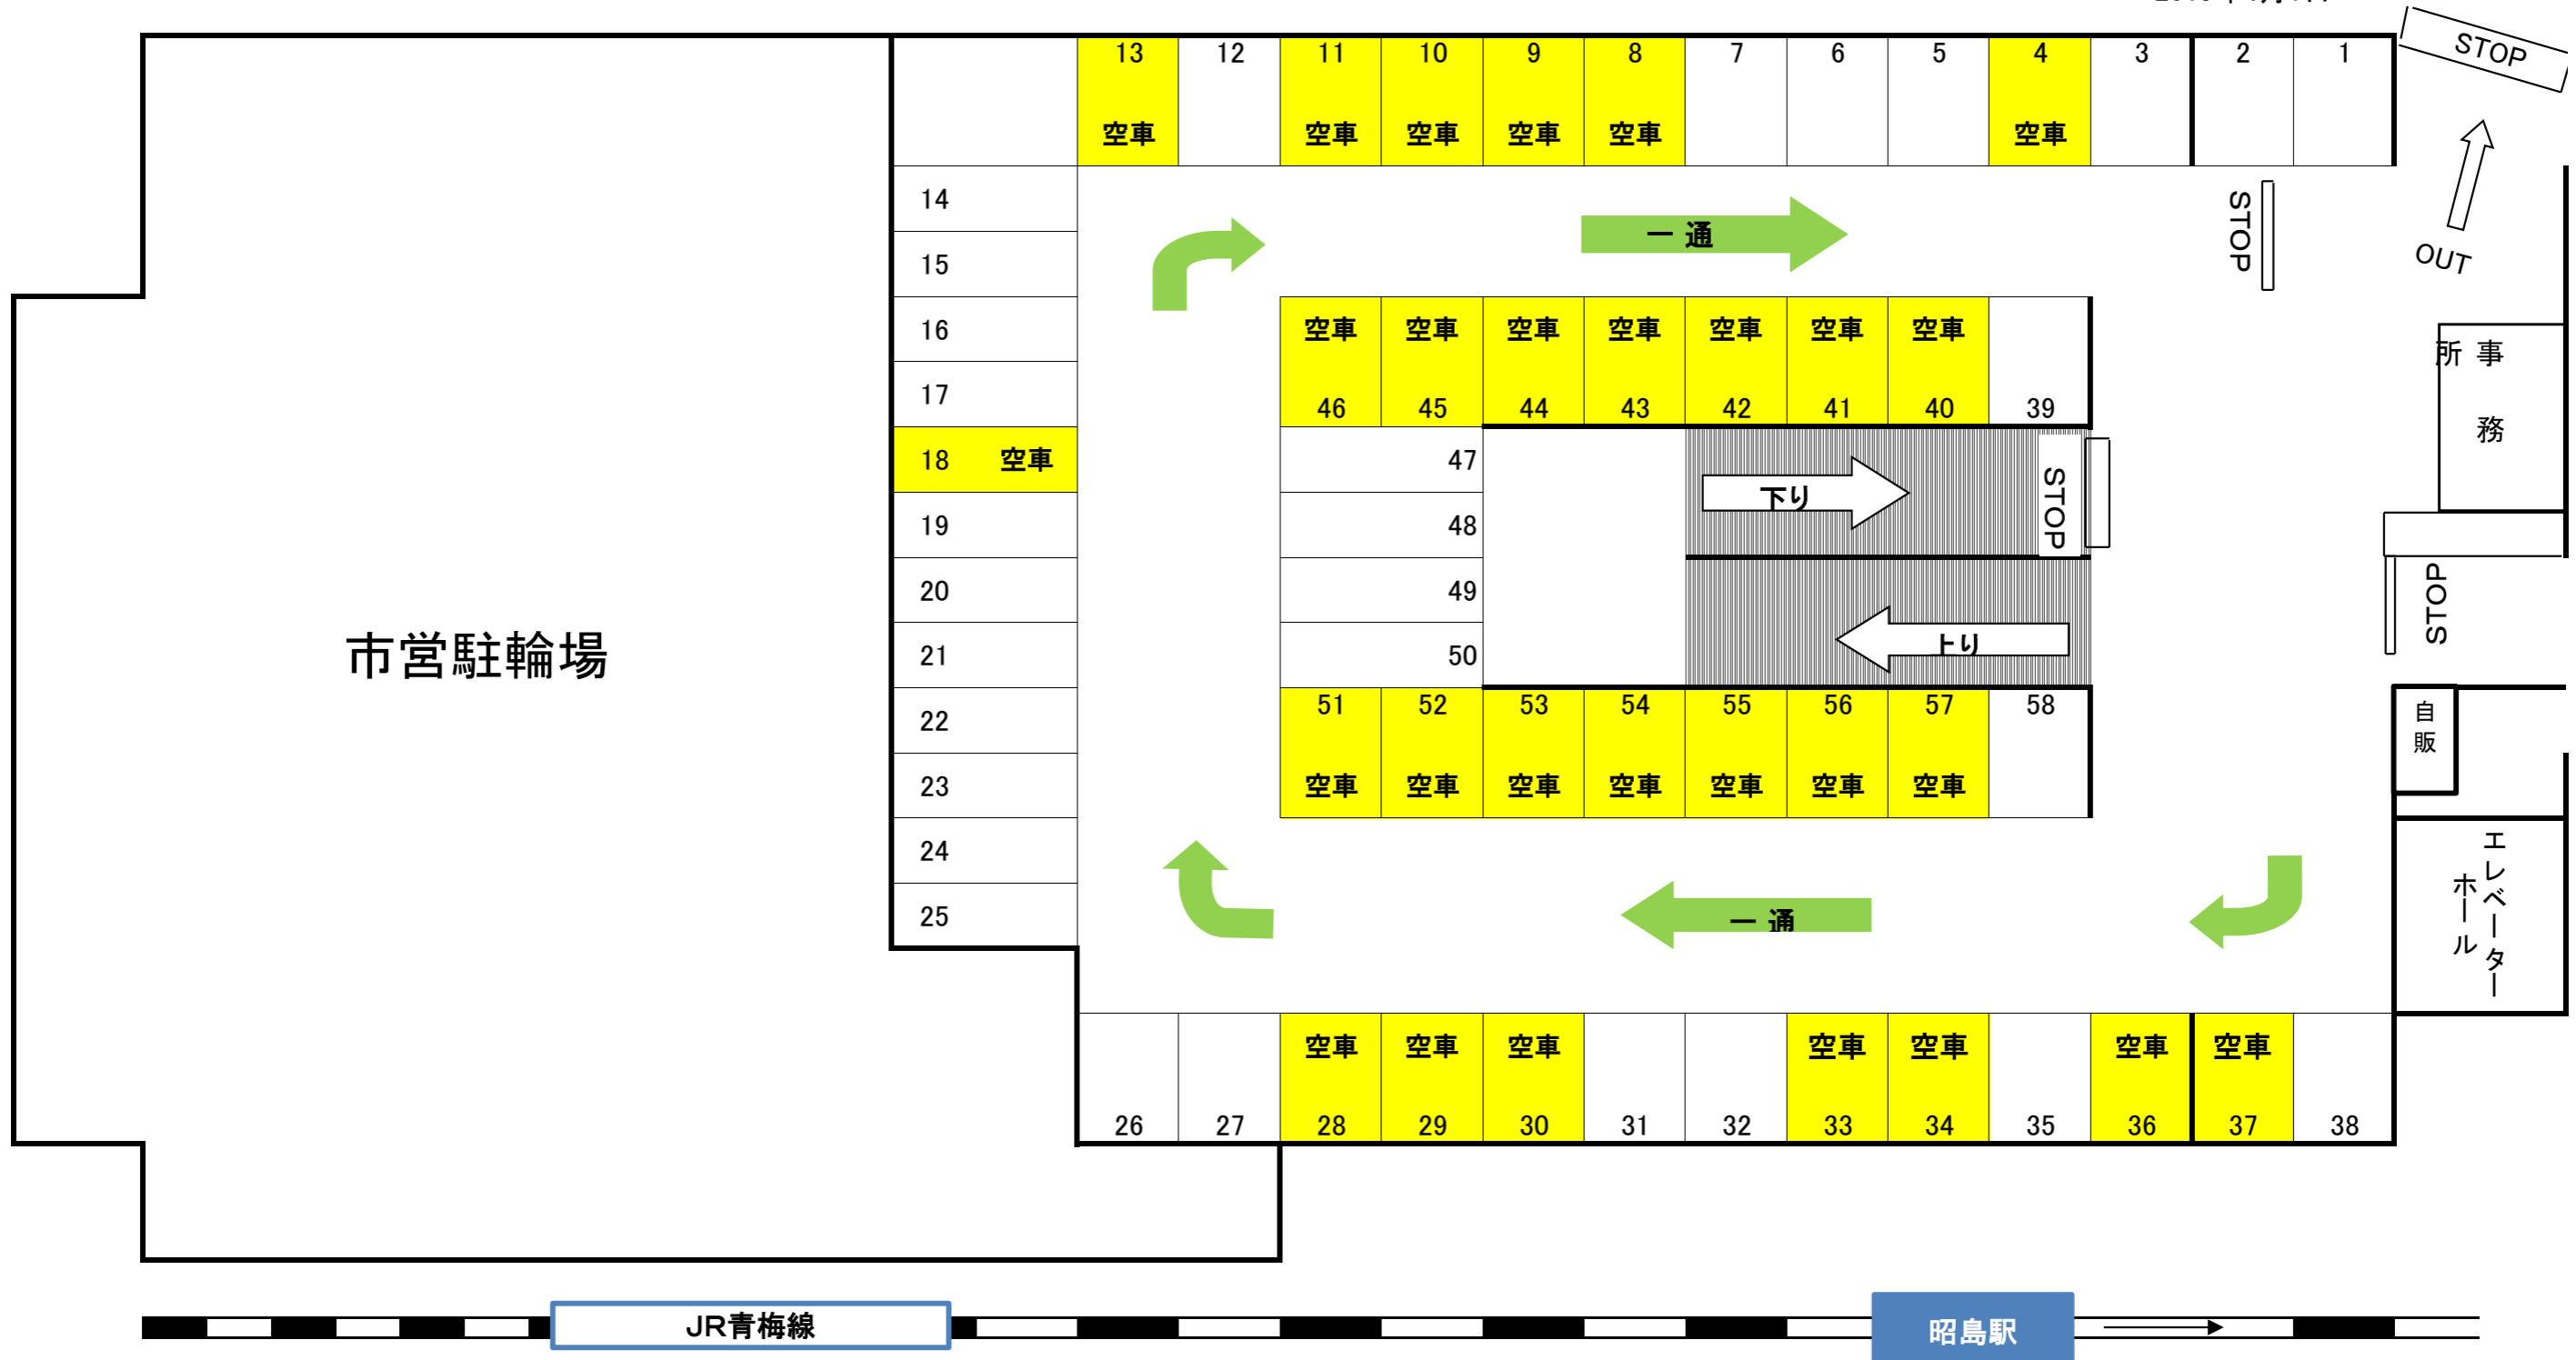 STOP
13 12 11 10 9 8 7 6 5 4 3 2 1
空車 空車 空車 空車 空車 空車
14
15
16
17
18 空車
19
20
21
22
23
24
25
一 通
STOP
OUT
空車 空車 空車 空車 空車 空車 空車
46 45 44 43 42 41 40 39
事務所
47
48
49
50
下り
STOP
上り
STOP
市営駐輪場
51 52 53 54 55 56 57 58
空車 空車 空車 空車 空車 空車 空車
自販
エレベーター
ホール
一 通
空車 空車 空車 空車 空車 空車 空車
26 27 28 29 30 31 32 33 34 35 36 37 38
JR青梅線
昭島駅